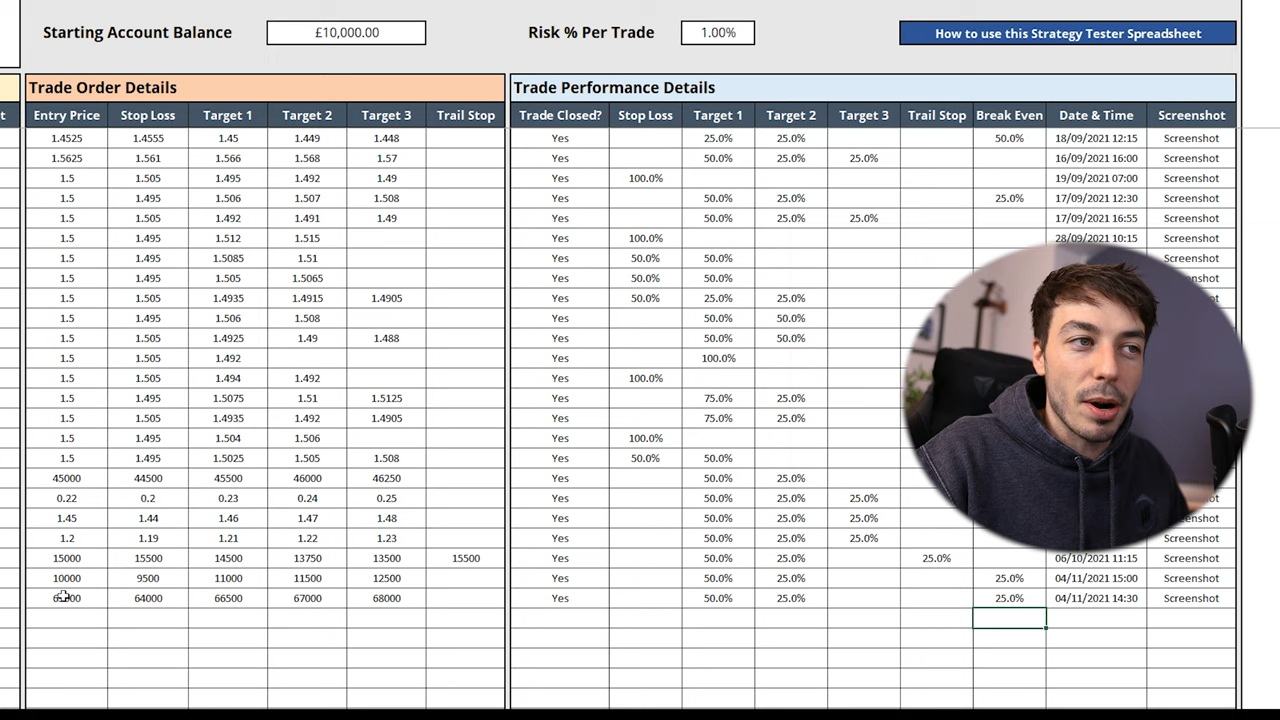 Starting Account Balance £10,000.00 Risk % Per Trade 1.00% How to use this Strategy Tester Spreadsheet
Trade Order Details Trade Performance Details
t Entry Price Stop Loss Target 1 Target 2 Target 3 Trail Stop Trade Closed? Stop Loss Target 1 Target 2 Target 3 Trail Stop Break Even Date & Time Screenshot
1.4525 1.4555 1.45 1.449 1.448 Yes 25.0% 25.0% 50.0% 18/09/2021 12:15 Screenshot
1.5625 1.561 1.566 1.568 1.57 Yes 50.0% 25.0% 25.0% 16/09/2021 16:00 Screenshot
1.5 1.505 1.495 1.492 1.49 Yes 100.0% 19/09/2021 07:00 Screenshot
1.5 1.495 1.506 1.507 1.508 Yes 50.0% 25.0% 25.0% 17/09/2021 12:30 Screenshot
1.5 1.505 1.492 1.491 1.49 Yes 50.0% 25.0% 25.0% 17/09/2021 16:55 Screenshot
1.5 1.495 1.512 1.515 Yes 100.0% 28/09/2021 10:15 Screenshot
1.5 1.495 1.5085 1.51 Yes 50.0% 50.0% Screenshot
1.5 1.495 1.505 1.5065 Yes 50.0% 50.0%
1.5 1.505 1.4935 1.4915 1.4905 Yes 50.0% 25.0% 25.0%
1.5 1.495 1.506 1.508 Yes 50.0% 50.0%
1.5 1.505 1.4925 1.49 1.488 Yes 50.0% 50.0%
1.5 1.505 1.492 Yes 100.0%
1.5 1.505 1.494 1.492 Yes 100.0%
1.5 1.495 1.5075 1.51 1.5125 Yes 75.0% 25.0%
1.5 1.505 1.4935 1.492 1.4905 Yes 75.0% 25.0%
1.5 1.495 1.504 1.506 Yes 100.0%
1.5 1.495 1.5025 1.505 1.508 Yes 50.0% 50.0%
45000 44500 45500 46000 46250 Yes 50.0% 25.0%
0.22 0.2 0.23 0.24 0.25 Yes 50.0% 25.0% 25.0%
1.45 1.44 1.46 1.47 1.48 Yes 50.0% 25.0% 25.0%
1.2 1.19 1.21 1.22 1.23 Yes 50.0% 25.0% 25.0% Screenshot
15000 15500 14500 13750 13500 15500 Yes 50.0% 25.0% 25.0% 06/10/2021 11:15 Screenshot
10000 9500 11000 11500 12500 Yes 50.0% 25.0% 25.0% 04/11/2021 15:00 Screenshot
64000 66500 67000 68000 Yes 50.0% 25.0% 25.0% 04/11/2021 14:30 Screenshot